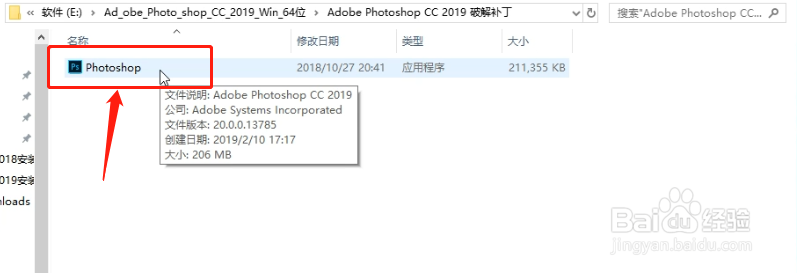 软件 (E:) › Ad_obe_Photo_shop_CC_2019_Win_64位 › Adobe Photoshop CC 2019 破解补丁
搜索"Adobe Photoshop CC...
名称 修改日期 类型 大小
Photoshop 2018/10/27 20:41 应用程序 211,355 KB
文件说明: Adobe Photoshop CC 2019
公司: Adobe Systems Incorporated
文件版本: 20.0.0.13785
创建日期: 2019/2/10 17:17
大小: 206 MB
2018安装
2019安装
nloads
Baidu 经验
jingyan.baidu.com